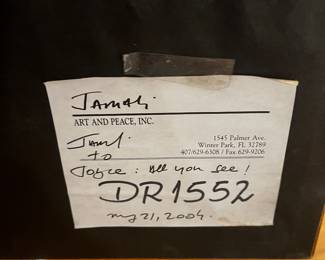 Jamali
ART AND PEACE, INC.
1545 Palmer Ave.
Winter Park, FL 32789
407/629-6308 / Fax 629-9206
to
Joyce: All you see!
DR1552
may 21, 2004.